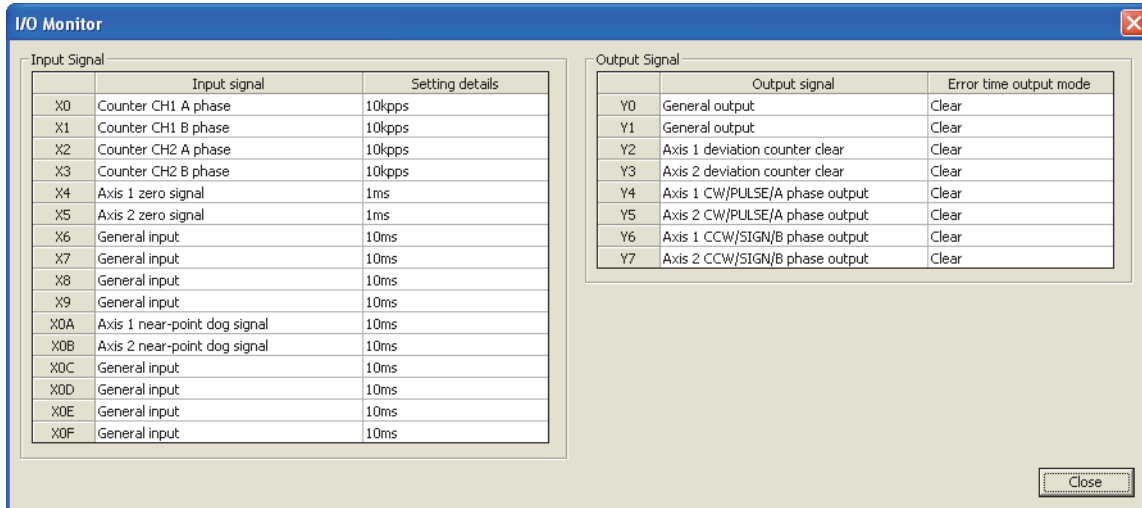 I/O Monitor
Input Signal
Input signal Setting details
X0 Counter CH1 A phase 10kpps
X1 Counter CH1 B phase 10kpps
X2 Counter CH2 A phase 10kpps
X3 Counter CH2 B phase 10kpps
X4 Axis 1 zero signal 1ms
X5 Axis 2 zero signal 1ms
X6 General input 10ms
X7 General input 10ms
X8 General input 10ms
X9 General input 10ms
X0A Axis 1 near-point dog signal 10ms
X0B Axis 2 near-point dog signal 10ms
X0C General input 10ms
X0D General input 10ms
X0E General input 10ms
X0F General input 10ms
Output Signal
Output signal Error time output mode
Y0 General output Clear
Y1 General output Clear
Y2 Axis 1 deviation counter clear Clear
Y3 Axis 2 deviation counter clear Clear
Y4 Axis 1 CW/PULSE/A phase output Clear
Y5 Axis 2 CW/PULSE/A phase output Clear
Y6 Axis 1 CCW/SIGN/B phase output Clear
Y7 Axis 2 CCW/SIGN/B phase output Clear
Close